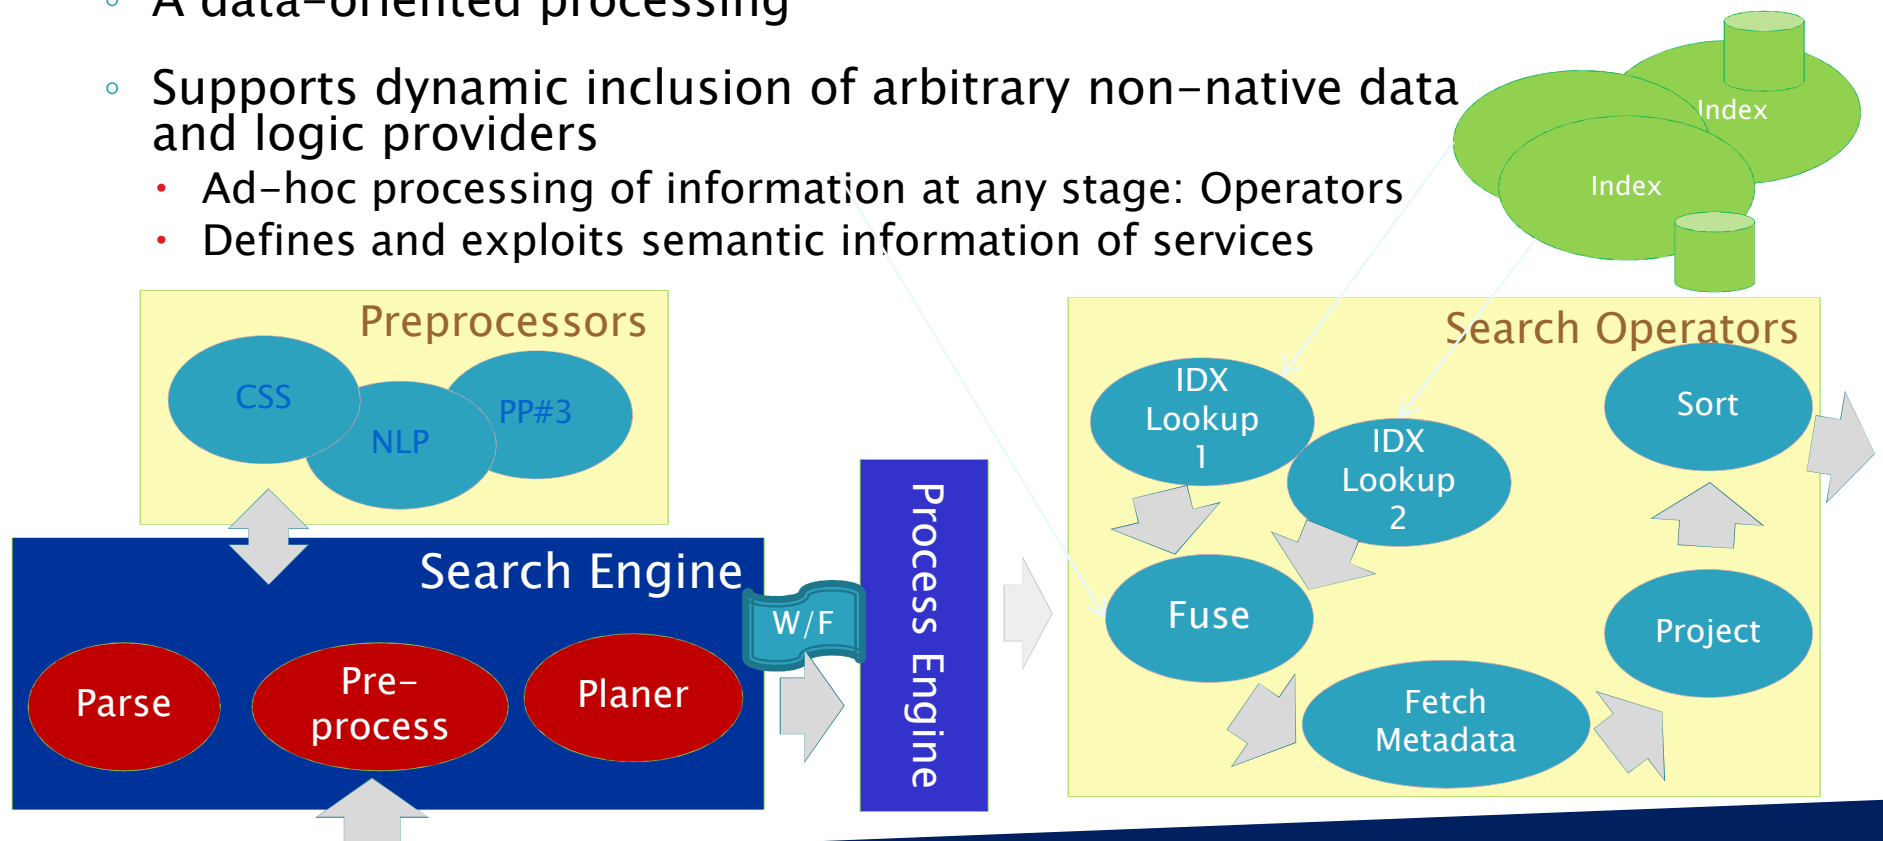 ◦ A data-oriented processing
◦ Supports dynamic inclusion of arbitrary non-native data
and logic providers
• Ad-hoc processing of information at any stage: Operators
• Defines and exploits semantic information of services
Index
Index
Preprocessors
CSS
NLP
PP#3
Search Engine
Parse
Pre-
process
Planer
W/F
Process Engine
Search Operators
IDX
Lookup
1
IDX
Lookup
2
Fuse
Fetch
Metadata
Project
Sort